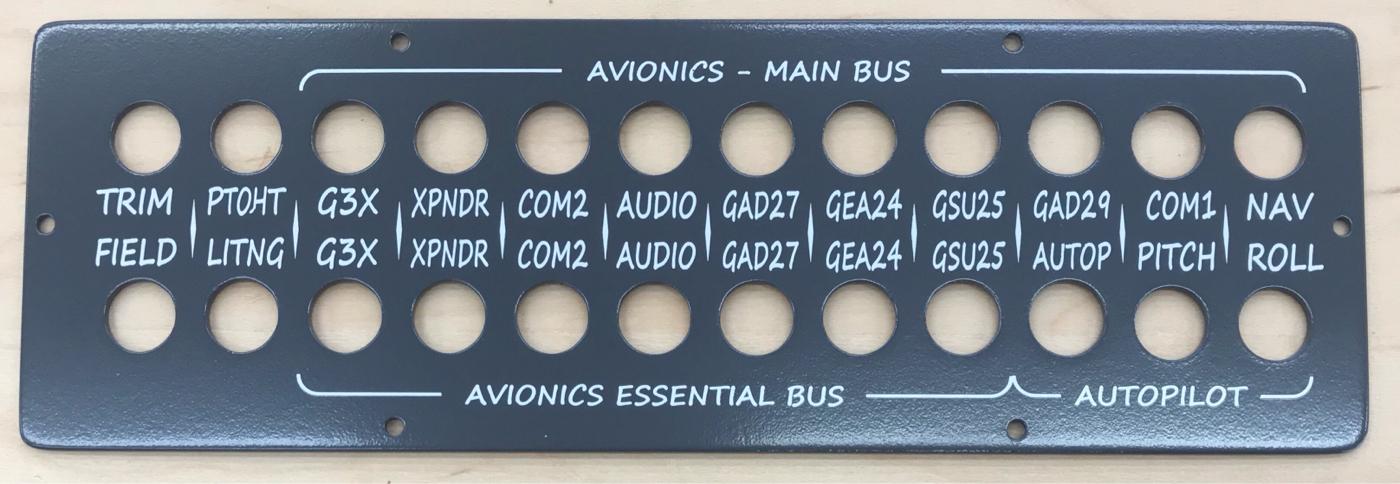 AVIONICS - MAIN BUS
TRIM PTOHT G3X XPNDR COM2 AUDIO GAD27 GEA24 GSU25 GAD29 COM1 NAV
FIELD LITNG G3X XPNDR COM2 AUDIO GAD27 GEA24 GSU25 AUTOP PITCH ROLL
AVIONICS ESSENTIAL BUS AUTOPILOT